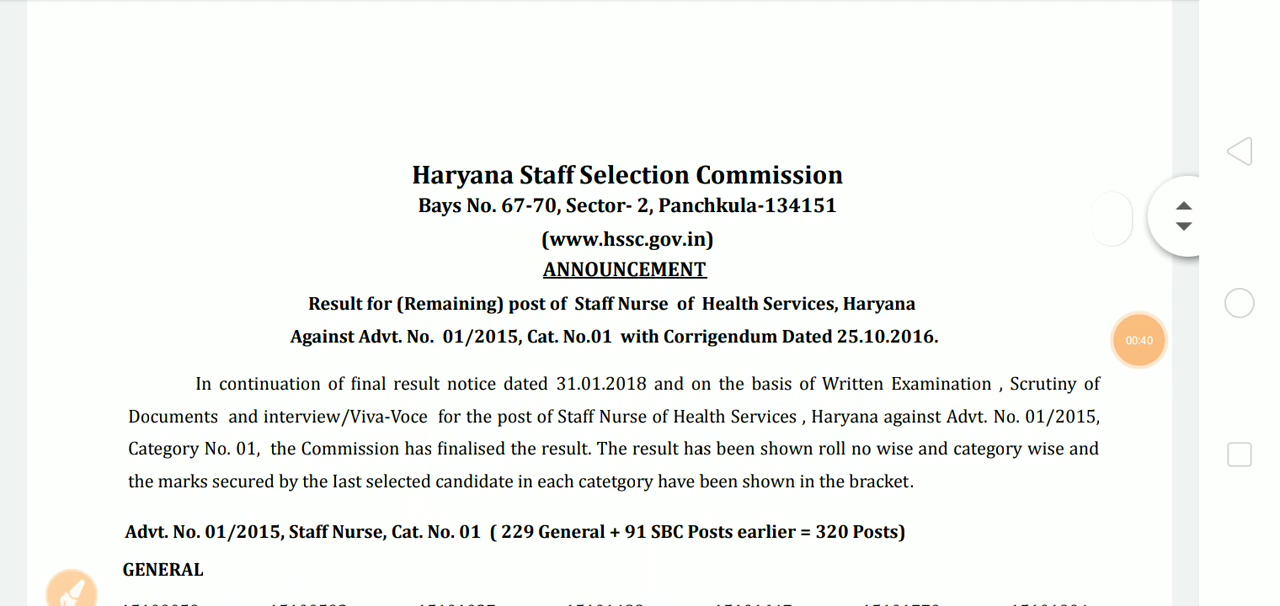 Haryana Staff Selection Commission
Bays No. 67-70, Sector- 2, Panchkula-134151
(www.hssc.gov.in)
ANNOUNCEMENT
Result for (Remaining) post of Staff Nurse of Health Services, Haryana
Against Advt. No. 01/2015, Cat. No.01 with Corrigendum Dated 25.10.2016.
00:40
In continuation of final result notice dated 31.01.2018 and on the basis of Written Examination , Scrutiny of
Documents and interview/Viva-Voce for the post of Staff Nurse of Health Services , Haryana against Advt. No. 01/2015,
Category No. 01, the Commission has finalised the result. The result has been shown roll no wise and category wise and
the marks secured by the last selected candidate in each catetgory have been shown in the bracket.
Advt. No. 01/2015, Staff Nurse, Cat. No. 01 ( 229 General + 91 SBC Posts earlier = 320 Posts)
GENERAL